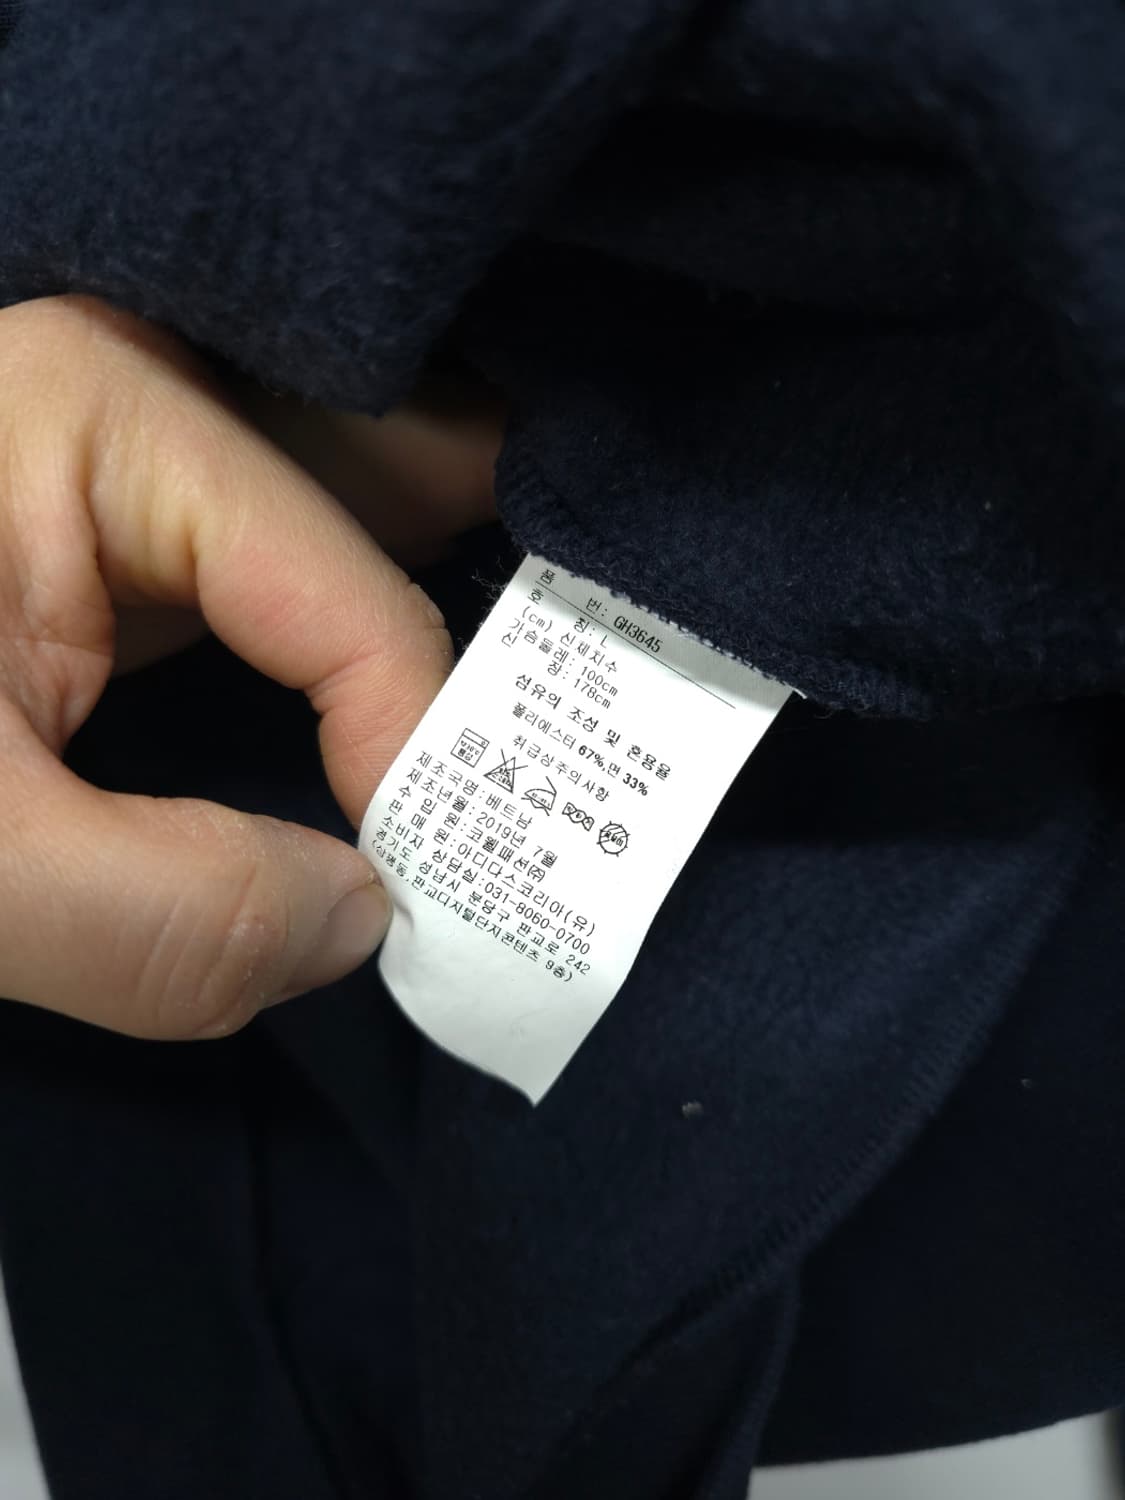 품 번: GH3645
호 칭: L
(cm) 신체치수
가슴둘레: 100cm
신 장: 178cm
섬유의 조성 및 혼용율
폴리에스터 67%,면 33%
취급상주의사항
제조국명:베트남
제조년월: 2019년 7월
수 입 원:코웰패션(주)
판 매 원:아디다스코리아(유)
소비자 상담실:031-8060-0700
경기도 성남시 분당구 판교로 242
(삼평동,판교디지털단지콘텐츠 9층)